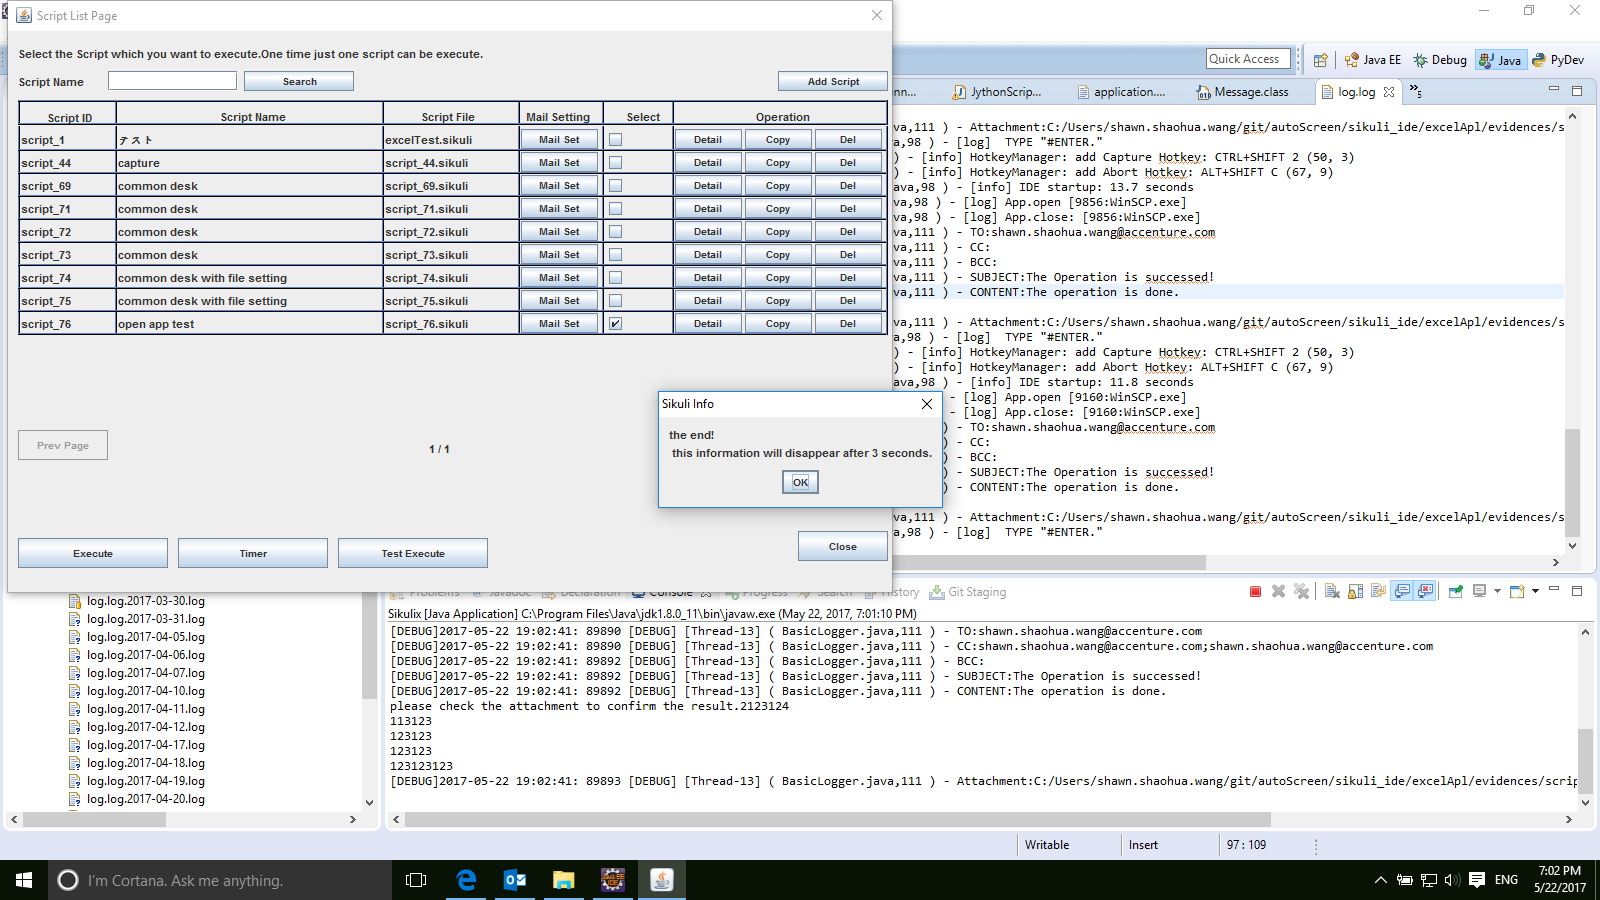 Script List Page
Select the Script which you want to execute.One time just one script can be execute.
Script Name
Search
Add Script
Script ID Script Name Script File Mail Setting Select Operation
script_1 テスト excelTest.sikuli Mail Set Detail Copy Del
script_44 capture script_44.sikuli Mail Set Detail Copy Del
script_69 common desk script_69.sikuli Mail Set Detail Copy Del
script_71 common desk script_71.sikuli Mail Set Detail Copy Del
script_72 common desk script_72.sikuli Mail Set Detail Copy Del
script_73 common desk script_73.sikuli Mail Set Detail Copy Del
script_74 common desk with file setting script_74.sikuli Mail Set Detail Copy Del
script_75 common desk with file setting script_75.sikuli Mail Set Detail Copy Del
script_76 open app test script_76.sikuli Mail Set Detail Copy Del
Prev Page
1 / 1
Execute
Timer
Test Execute
Close
Sikuli Info
the end!
this information will disappear after 3 seconds.
OK
Quick Access
Java EE
Debug
Java
PyDev
nn...
JythonScrip...
application....
Message.class
log.log
5
va,111 ) - Attachment:C:/Users/shawn.shaohua.wang/git/autoScreen/sikuli_ide/excelApl/evidences/s
va,98 ) - [log] TYPE "#ENTER."
) - [info] HotkeyManager: add Capture Hotkey: CTRL+SHIFT 2 (50, 3)
) - [info] HotkeyManager: add Abort Hotkey: ALT+SHIFT C (67, 9)
ava,98 ) - [info] IDE startup: 13.7 seconds
va,98 ) - [log] App.open [9856:WinSCP.exe]
va,98 ) - [log] App.close: [9856:WinSCP.exe]
va,111 ) - TO:shawn.shaohua.wang@accenture.com
va,111 ) - CC:
va,111 ) - BCC:
va,111 ) - SUBJECT:The Operation is successed!
va,111 ) - CONTENT:The operation is done.
va,111 ) - Attachment:C:/Users/shawn.shaohua.wang/git/autoScreen/sikuli_ide/excelApl/evidences/s
va,98 ) - [log] TYPE "#ENTER."
) - [info] HotkeyManager: add Capture Hotkey: CTRL+SHIFT 2 (50, 3)
) - [info] HotkeyManager: add Abort Hotkey: ALT+SHIFT C (67, 9)
ava,98 ) - [info] IDE startup: 11.8 seconds
- [log] App.open [9160:WinSCP.exe]
) - [log] App.close: [9160:WinSCP.exe]
) - TO:shawn.shaohua.wang@accenture.com
) - CC:
) - BCC:
) - SUBJECT:The Operation is successed!
) - CONTENT:The operation is done.
va,111 ) - Attachment:C:/Users/shawn.shaohua.wang/git/autoScreen/sikuli_ide/excelApl/evidences/s
va,98 ) - [log] TYPE "#ENTER."
log.log.2017-03-30.log
log.log.2017-03-31.log
log.log.2017-04-05.log
log.log.2017-04-06.log
log.log.2017-04-07.log
log.log.2017-04-10.log
log.log.2017-04-11.log
log.log.2017-04-12.log
log.log.2017-04-17.log
log.log.2017-04-18.log
log.log.2017-04-19.log
log.log.2017-04-20.log
Problems Javadoc Declaration Console Progress Search History Git Staging
Sikulix [Java Application] C:\Program Files\Java\jdk1.8.0_11\bin\javaw.exe (May 22, 2017, 7:01:10 PM)
[DEBUG]2017-05-22 19:02:41: 89890 [DEBUG] [Thread-13] ( BasicLogger.java,111 ) - TO:shawn.shaohua.wang@accenture.com
[DEBUG]2017-05-22 19:02:41: 89890 [DEBUG] [Thread-13] ( BasicLogger.java,111 ) - CC:shawn.shaohua.wang@accenture.com;shawn.shaohua.wang@accenture.com
[DEBUG]2017-05-22 19:02:41: 89892 [DEBUG] [Thread-13] ( BasicLogger.java,111 ) - BCC:
[DEBUG]2017-05-22 19:02:41: 89892 [DEBUG] [Thread-13] ( BasicLogger.java,111 ) - SUBJECT:The Operation is successed!
[DEBUG]2017-05-22 19:02:41: 89892 [DEBUG] [Thread-13] ( BasicLogger.java,111 ) - CONTENT:The operation is done.
please check the attachment to confirm the result.2123124
113123
123123
123123
123123123
[DEBUG]2017-05-22 19:02:41: 89893 [DEBUG] [Thread-13] ( BasicLogger.java,111 ) - Attachment:C:/Users/shawn.shaohua.wang/git/autoScreen/sikuli_ide/excelApl/evidences/scrip
Writable
Insert
97 : 109
I'm Cortana. Ask me anything.
ENG
7:02 PM
5/22/2017